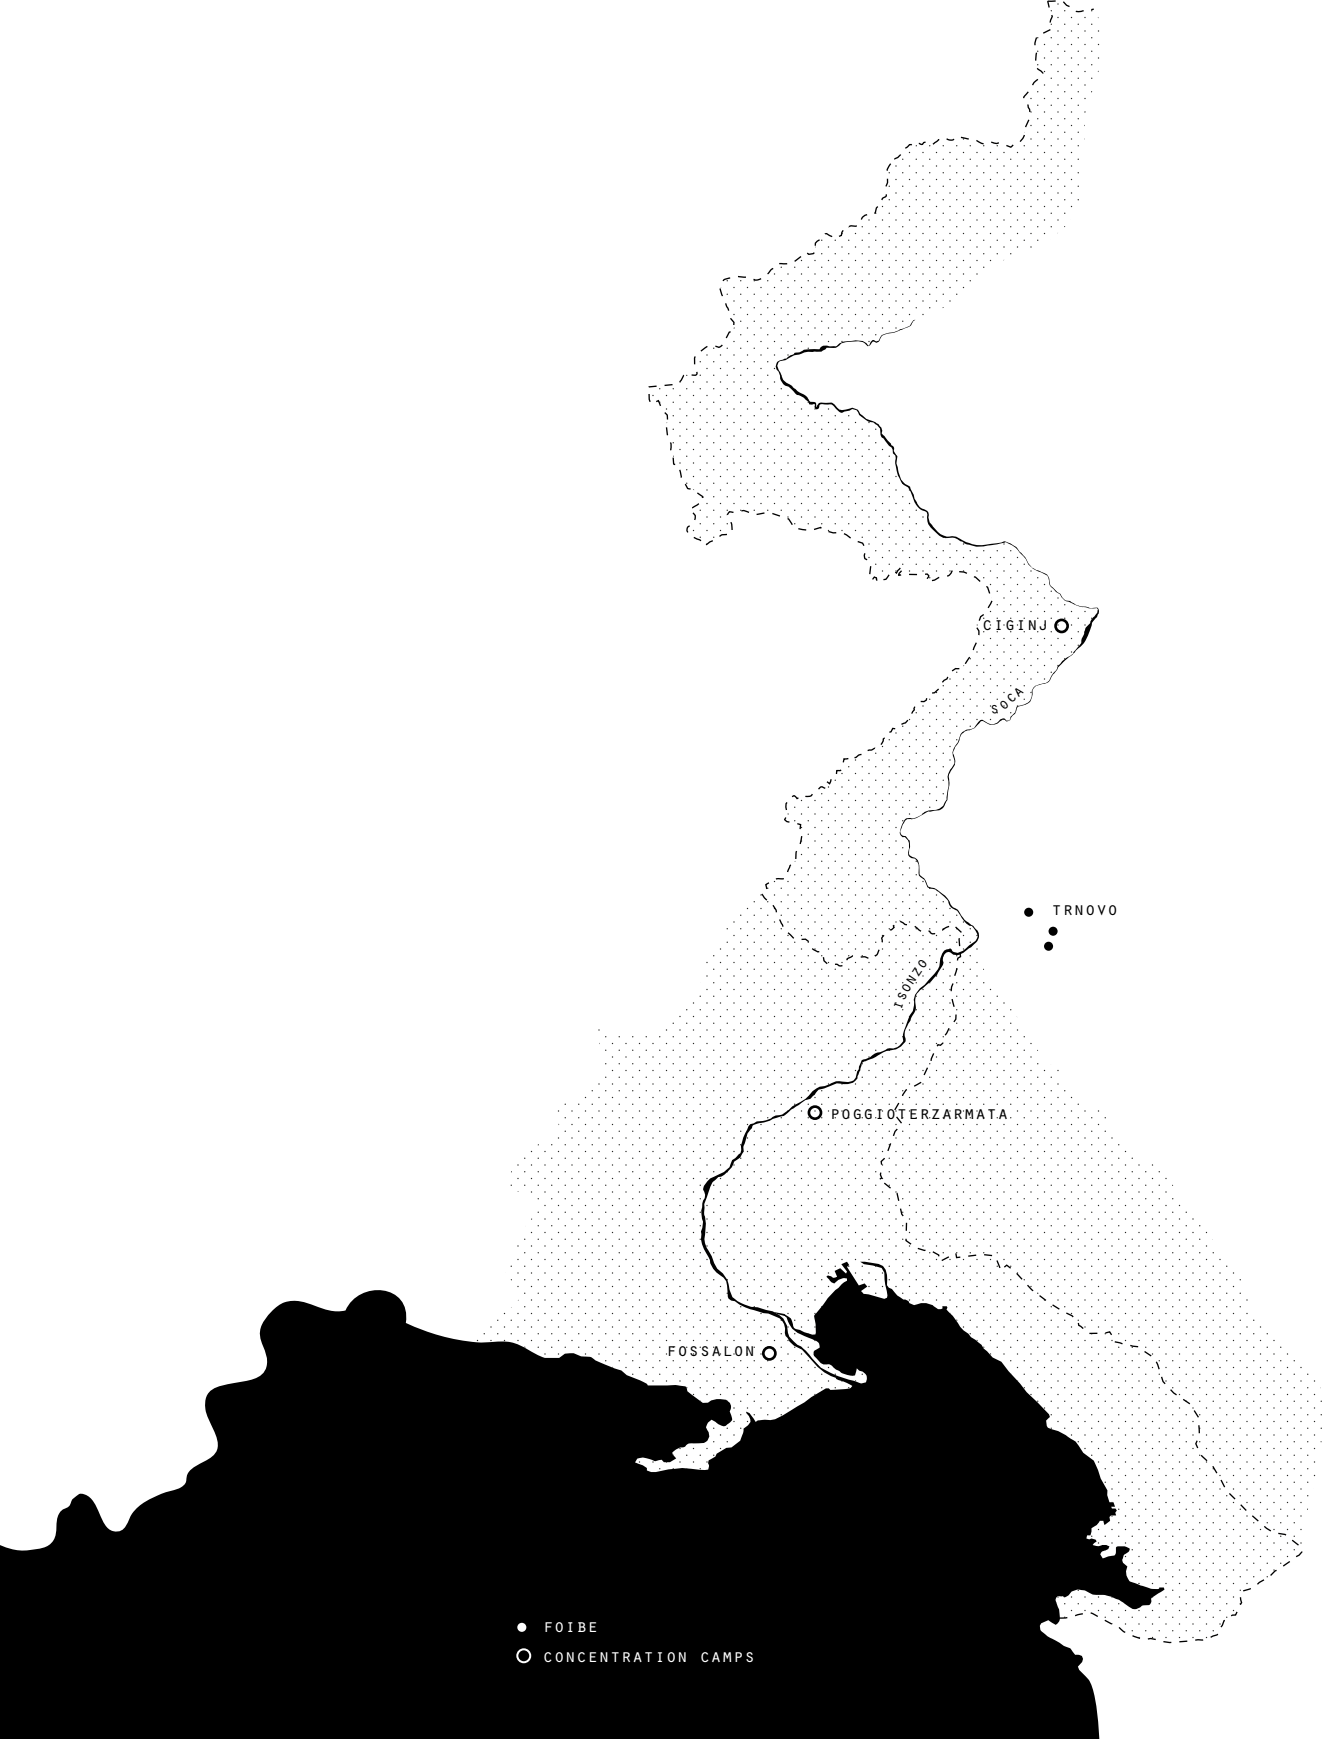 CIGINJ
SOCA
TRNOVO
ISONZO
POGGIOTERZARMATA
FOSSALON
FOIBE
CONCENTRATION CAMPS